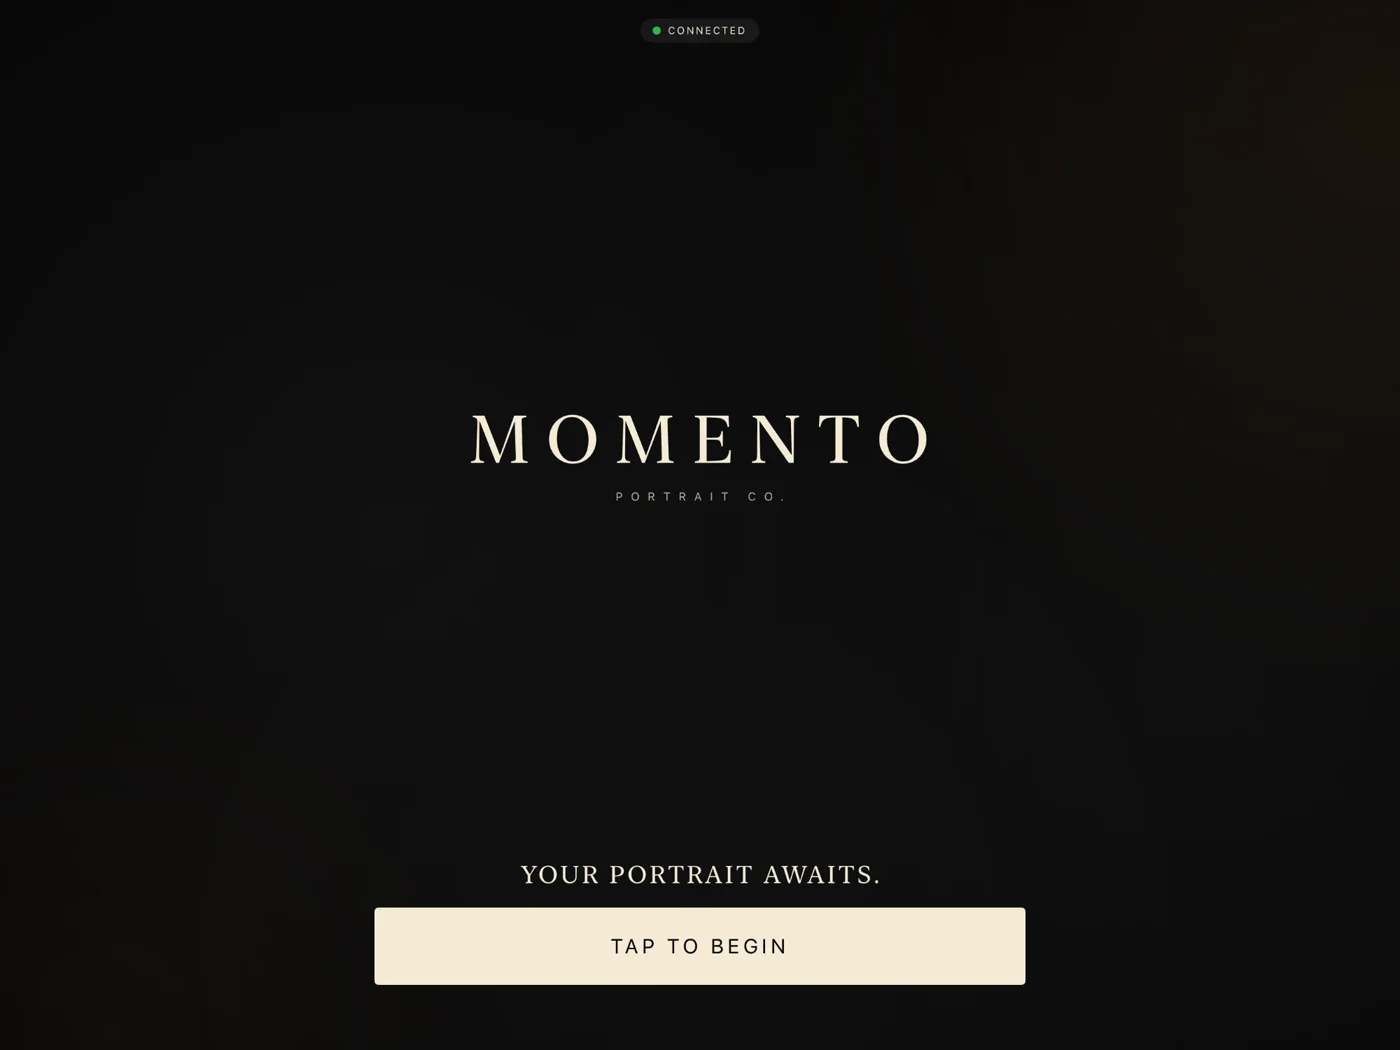 CONNECTED
MOMENTO
PORTRAIT CO.
YOUR PORTRAIT AWAITS.
TAP TO BEGIN